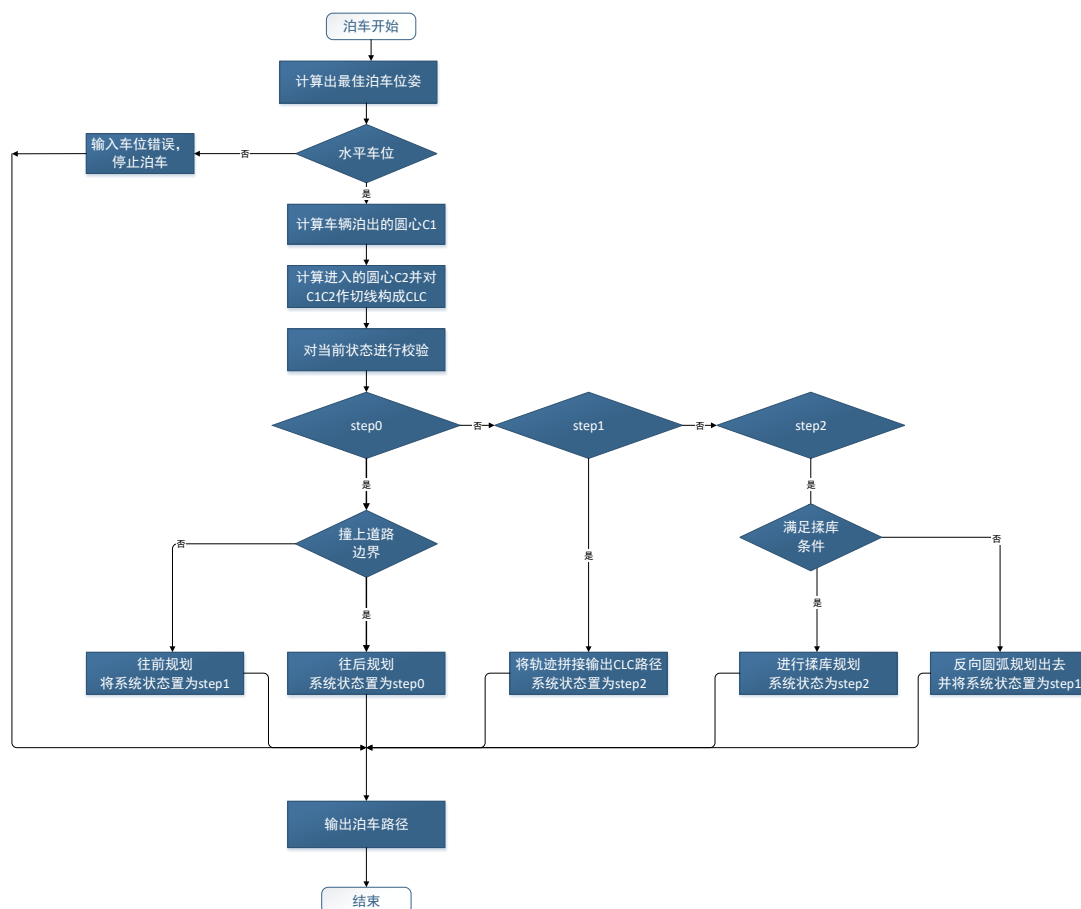 泊车开始
计算出最佳泊车位姿
输入车位错误，
停止泊车
否
水平车位
是
计算车辆泊出的圆心C1
计算进入的圆心C2并对
C1C2作切线构成CLC
对当前状态进行校验
step0
否
step1
否
step2
是
是
撞上道路
边界
满足揉库
条件
否
否
是
是
是
往前规划
将系统状态置为step1
往后规划
系统状态置为step0
将轨迹拼接输出CLC路径
系统状态置为step2
进行揉库规划
系统状态为step2
反向圆弧规划出去
并将系统状态置为step1
输出泊车路径
结束